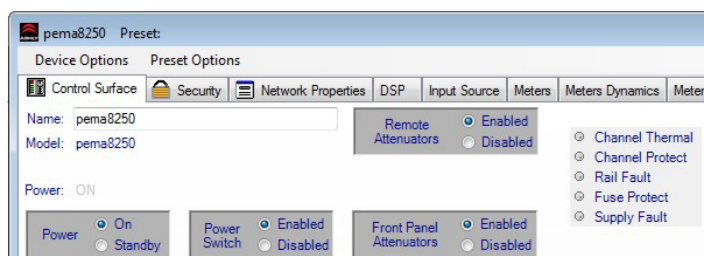 pema8250 Preset:
Device Options Preset Options
Control Surface Security Network Properties DSP Input Source Meters Meters Dynamics Meter
Name: pema8250
Model: pema8250
Remote Attenuators
Enabled
Disabled
Channel Thermal
Channel Protect
Rail Fault
Fuse Protect
Supply Fault
Power: ON
Power
On
Standby
Power Switch
Enabled
Disabled
Front Panel Attenuators
Enabled
Disabled